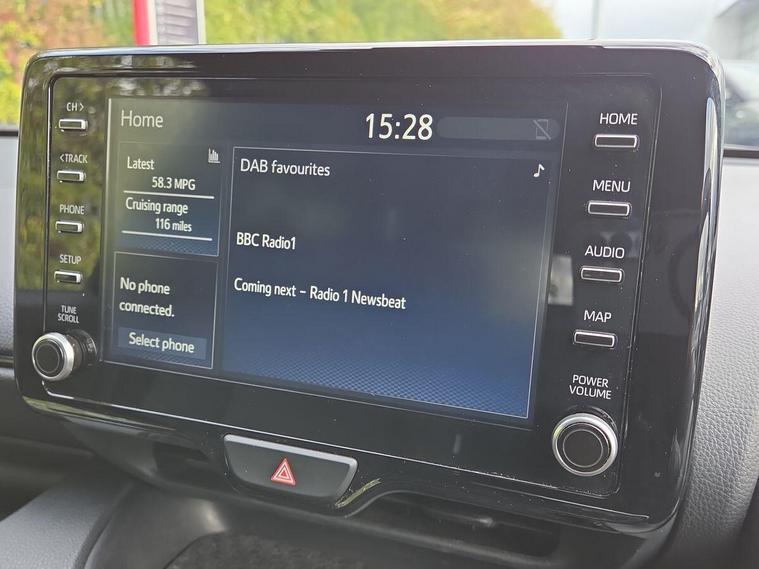 CH >
< TRACK
PHONE
SETUP
TUNE
SCROLL
Home
15:28
Latest
58.3 MPG
Cruising range
116 miles
No phone
connected.
Select phone
DAB favourites
BBC Radio1
Coming next - Radio 1 Newsbeat
HOME
MENU
AUDIO
MAP
POWER
VOLUME